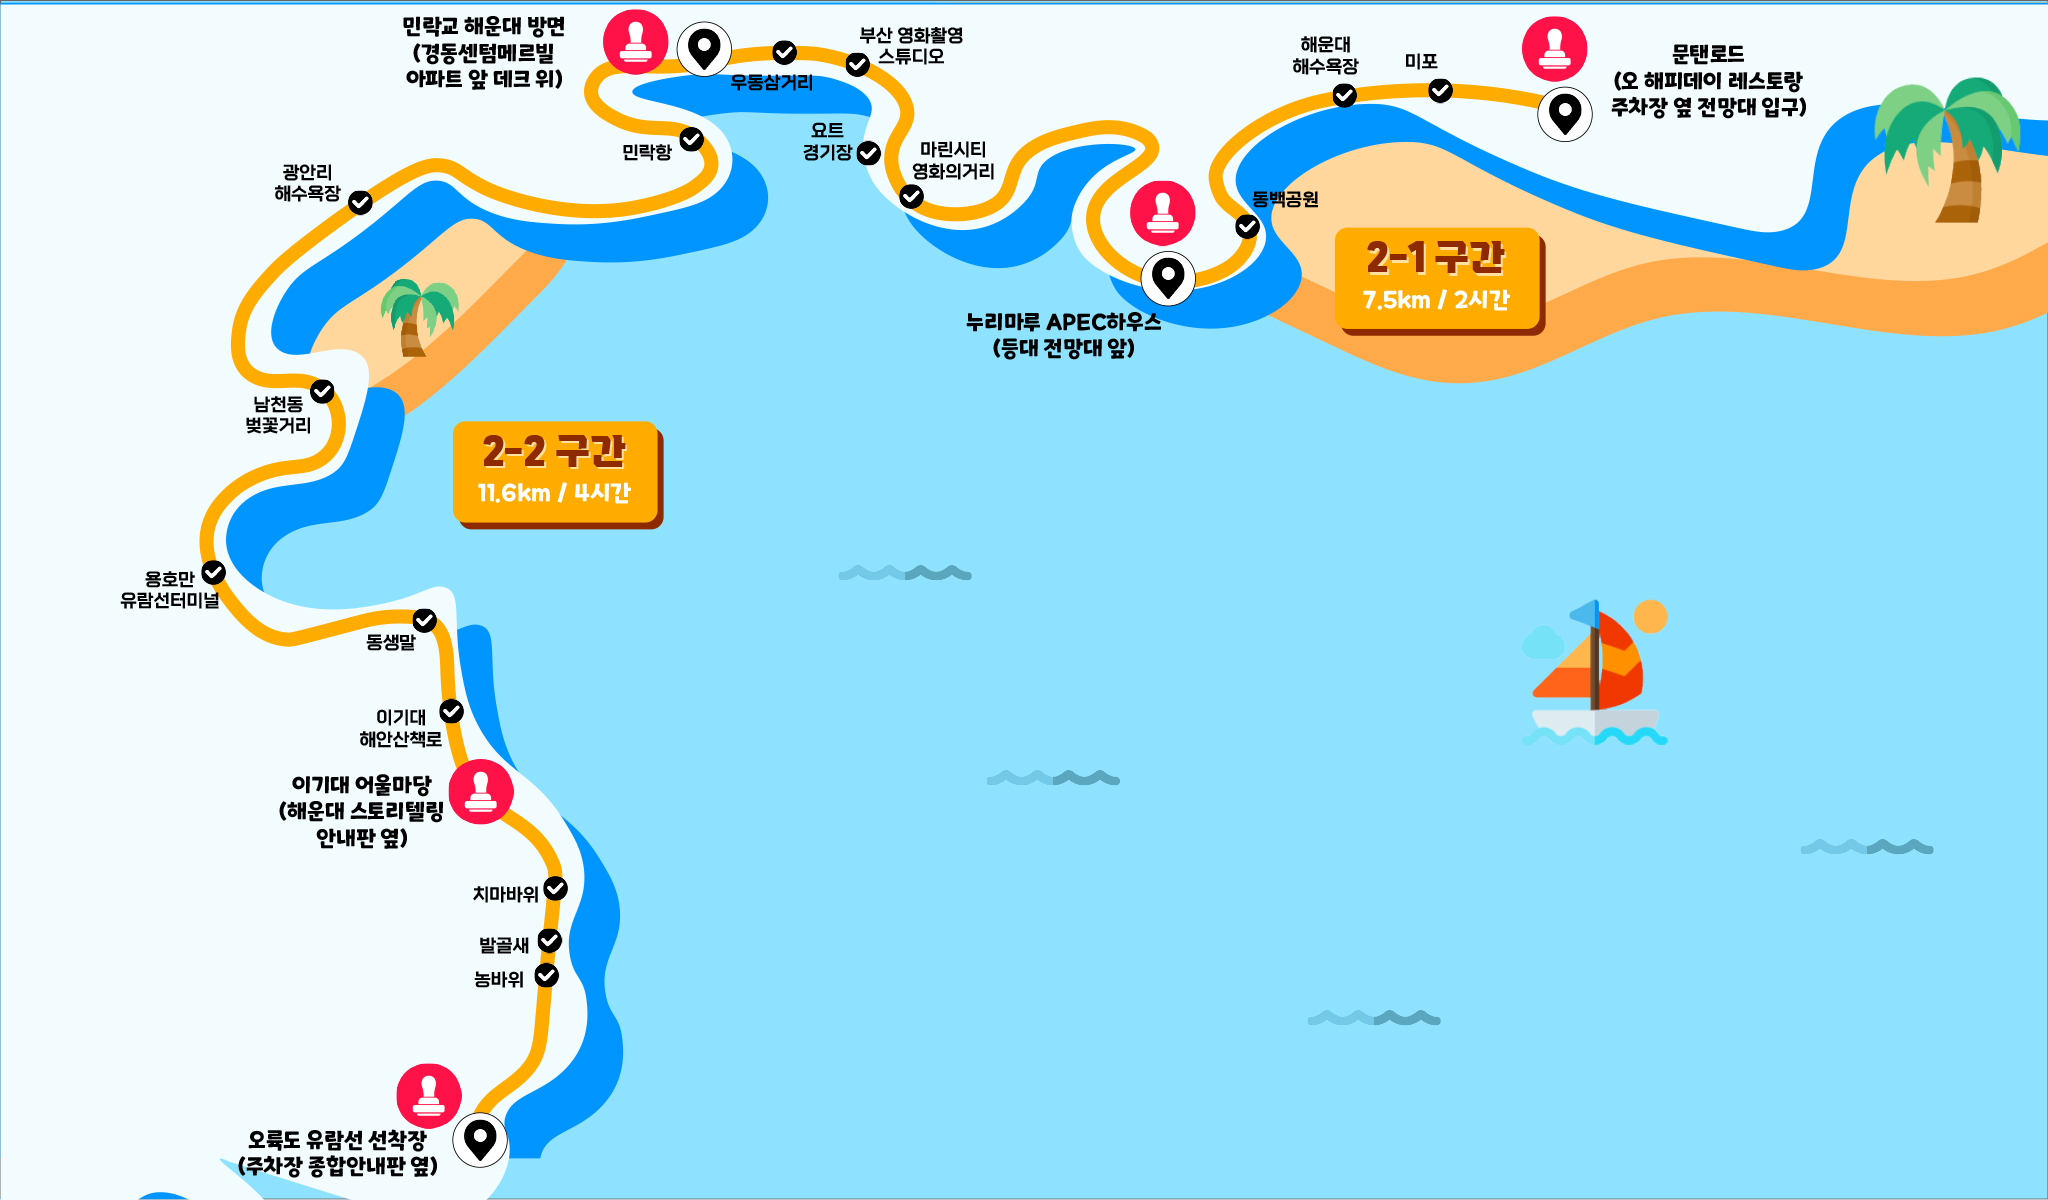 민락교 해운대 방면
(경동센텀메르빌
아파트 앞 데크 위)
우동삼거리
부산 영화촬영
스튜디오
해운대
해수욕장
미포
문탠로드
(오 해피데이 레스토랑
주차장 옆 전망대 입구)
민락항
요트
경기장
마린시티
영화의거리
광안리
해수욕장
동백공원
2-1 구간
7.5km / 2시간
누리마루 APEC하우스
(등대 전망대 앞)
남천동
벚꽃거리
2-2 구간
11.6km / 4시간
용호만
유람선터미널
동생말
이기대
해안산책로
이기대 어울마당
(해운대 스토리텔링
안내판 옆)
치마바위
밭골새
농바위
오륙도 유람선 선착장
(주차장 종합안내판 옆)